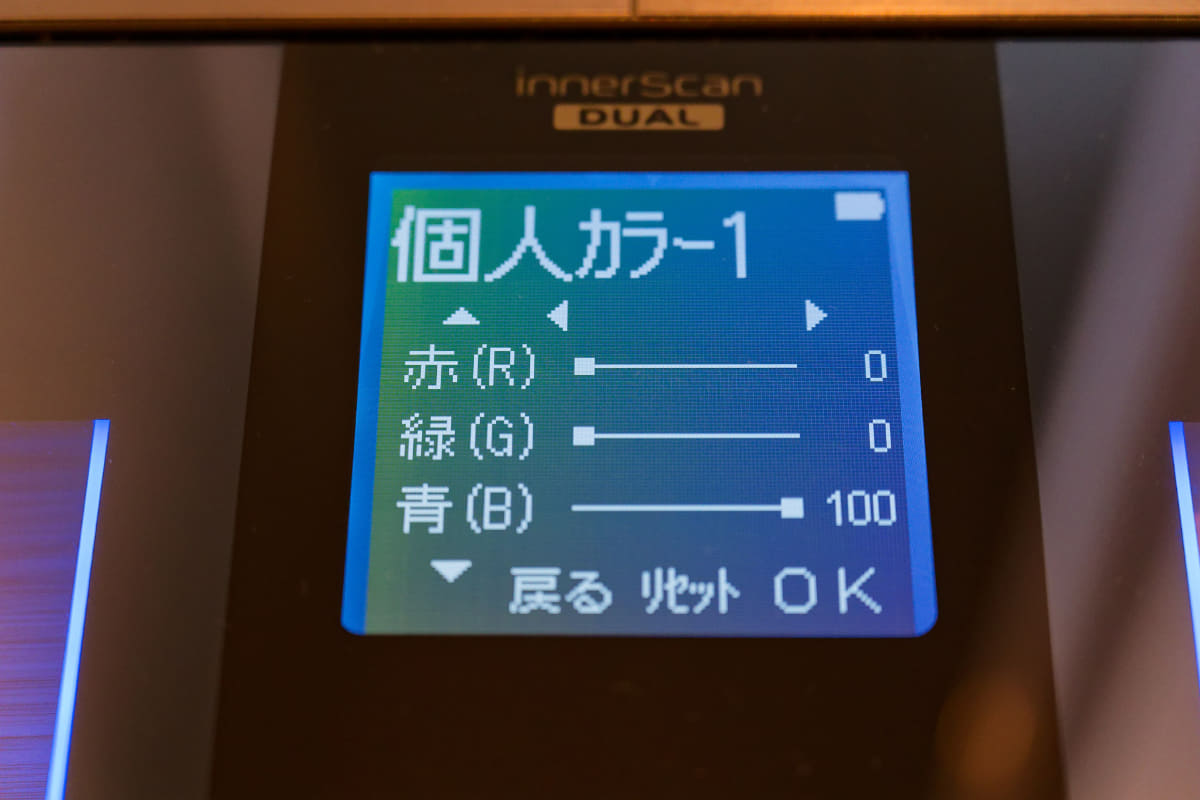 innerscan
DUAL
個人カラー1
赤(R) 0
緑(G) 0
青(B) 100
戻る リセット OK